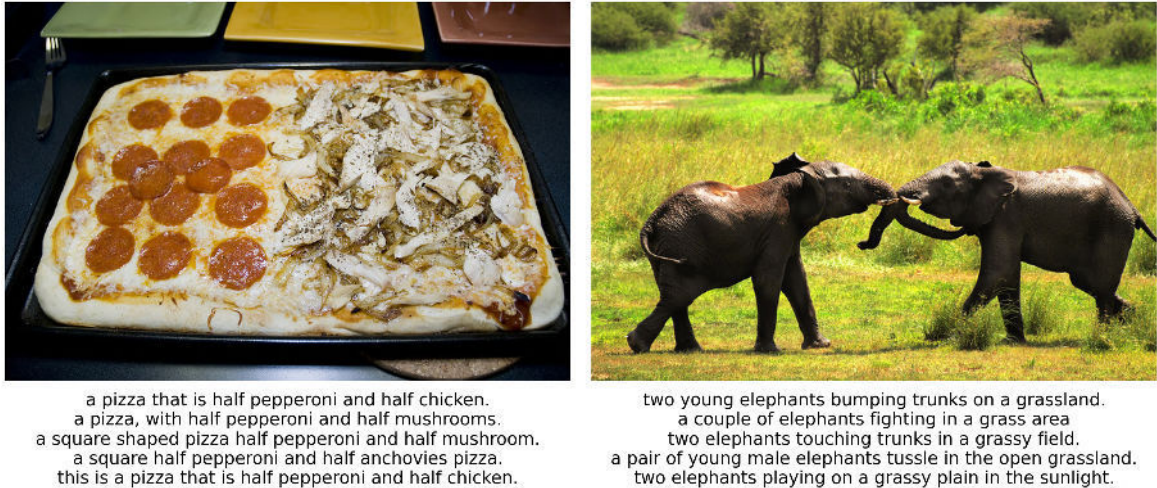 a pizza that is half pepperoni and half chicken.
a pizza, with half pepperoni and half mushrooms.
a square shaped pizza half pepperoni and half mushroom.
a square half pepperoni and half anchovies pizza.
this is a pizza that is half pepperoni and half chicken.
two young elephants bumping trunks on a grassland.
a couple of elephants fighting in a grass area
two elephants touching trunks in a grassy field.
a pair of young male elephants tussle in the open grassland.
two elephants playing on a grassy plain in the sunlight.